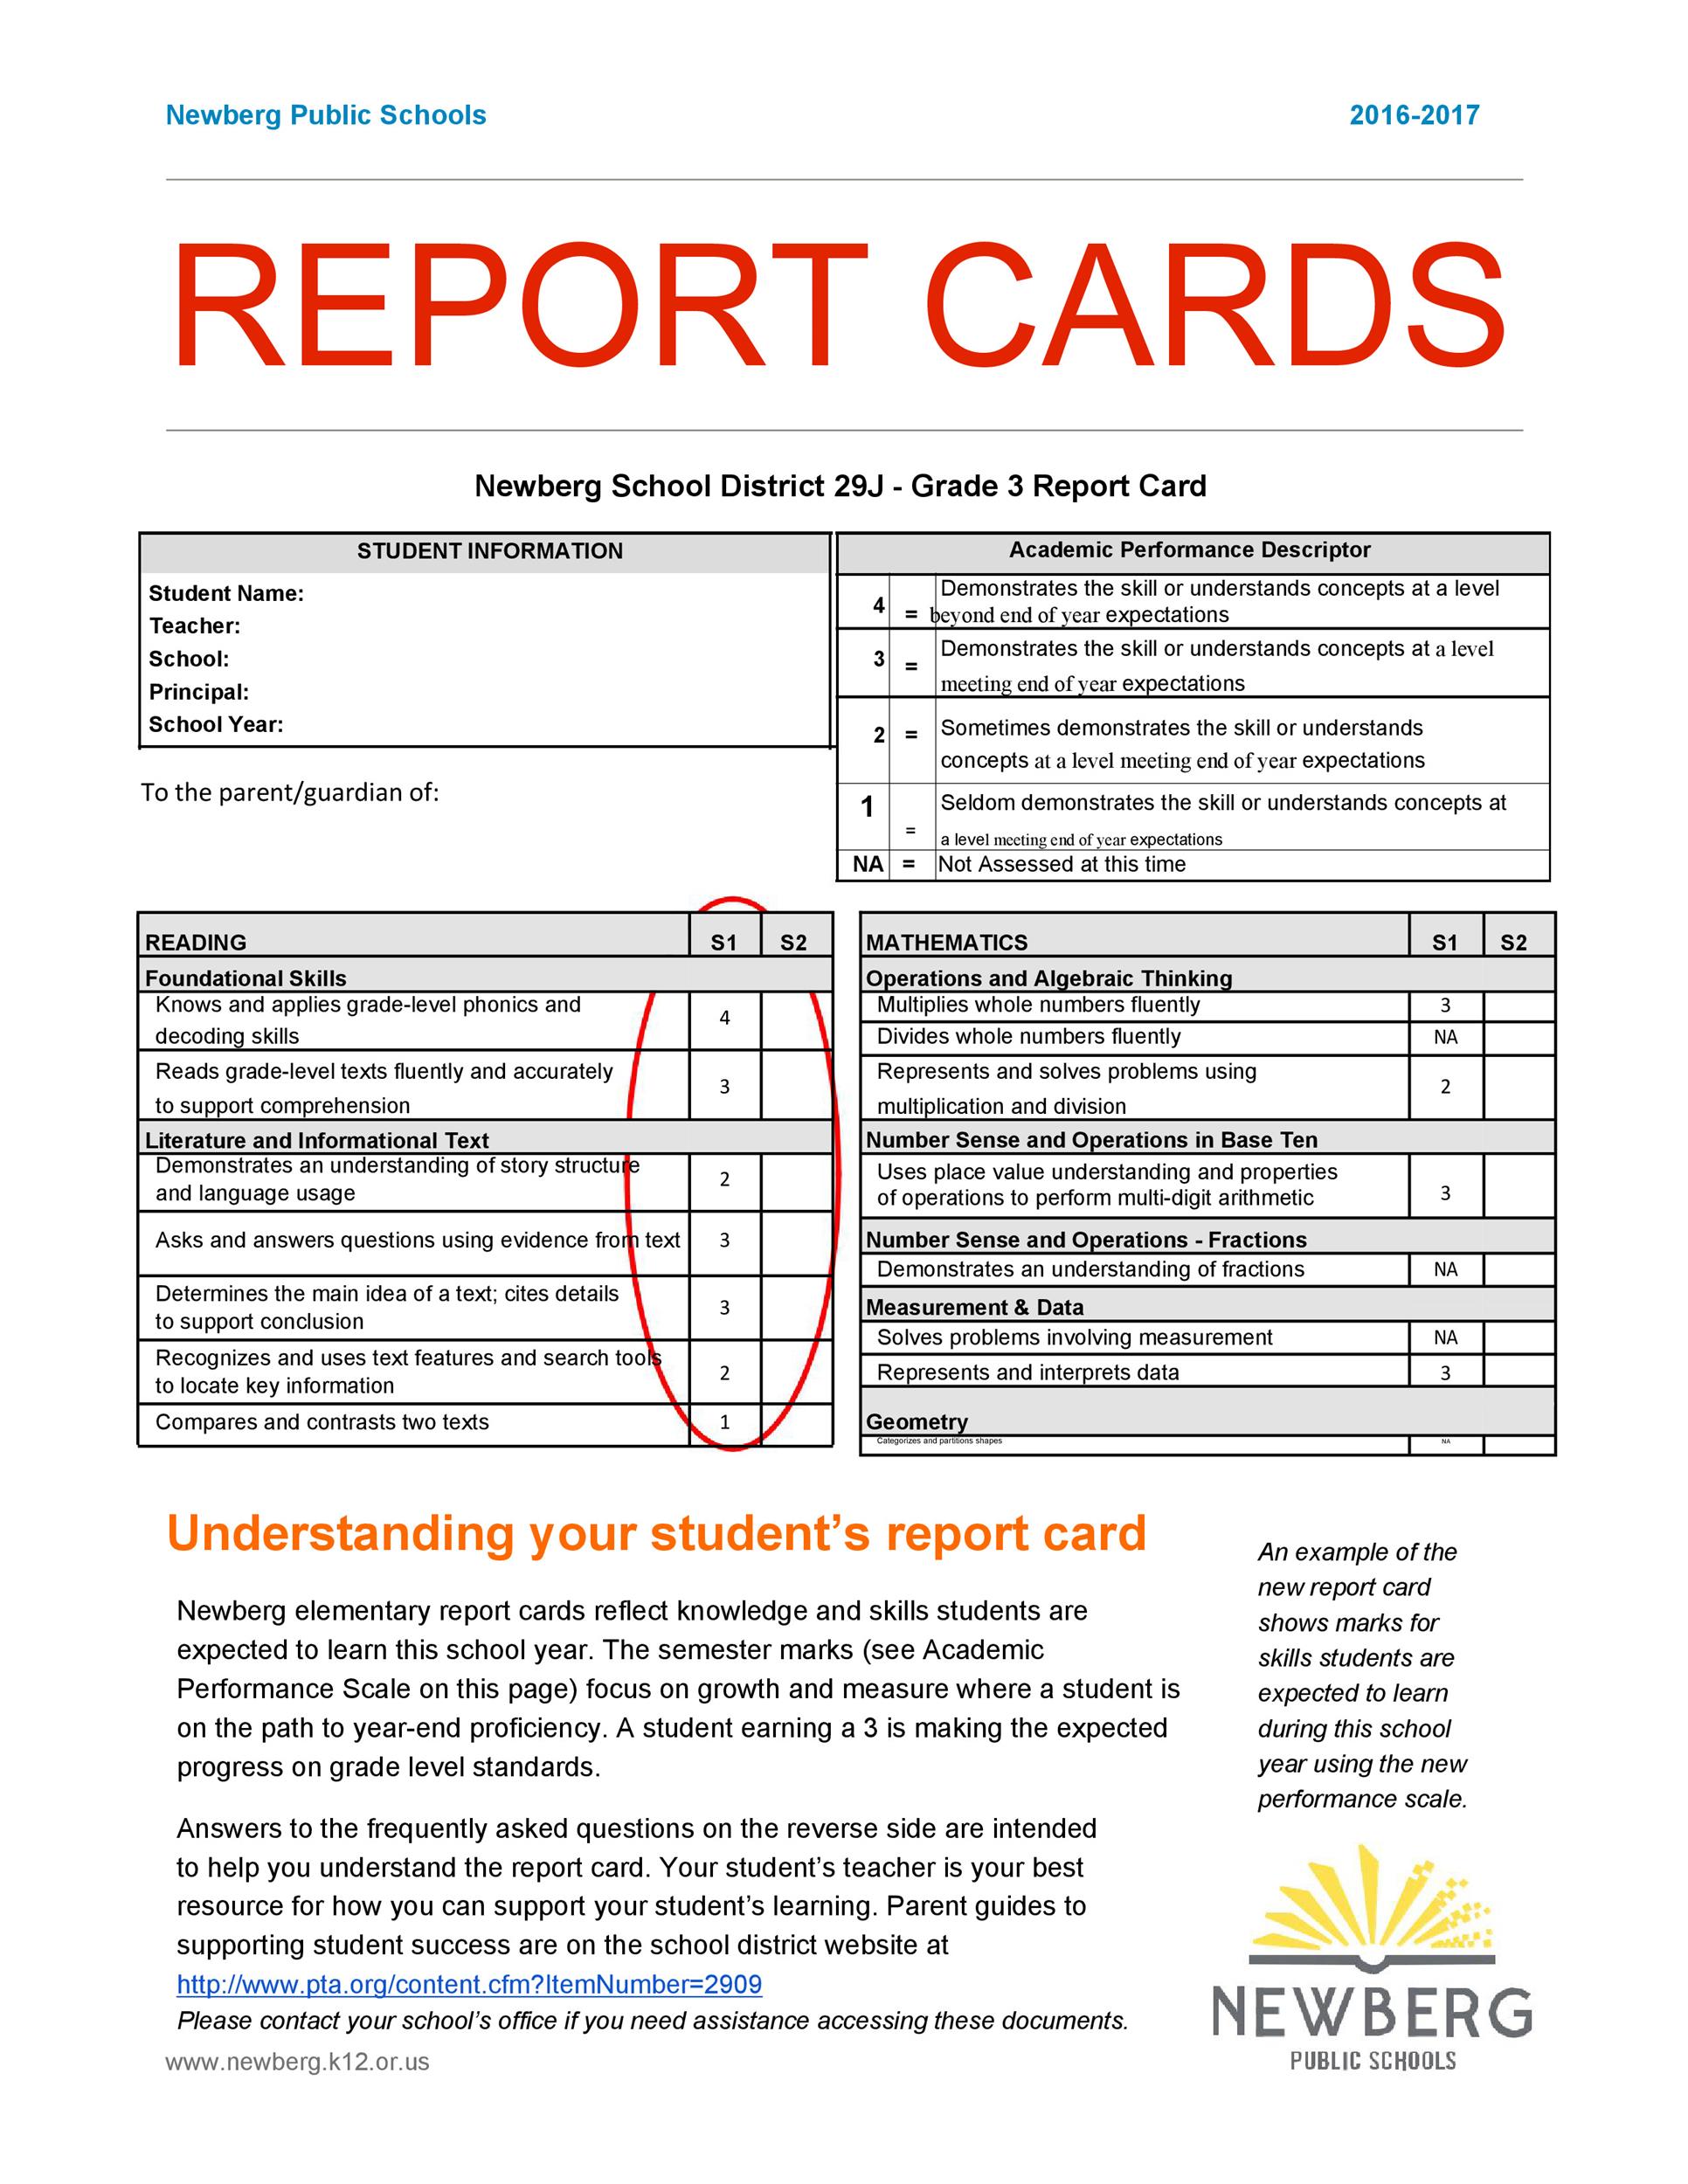 Newberg Public Schools 2016-2017
REPORT CARDS
Newberg School District 29J - Grade 3 Report Card
STUDENT INFORMATION
Student Name:
Teacher:
School:
Principal:
School Year:
To the parent/guardian of:
Academic Performance Descriptor
4 = Demonstrates the skill or understands concepts at a level
beyond end of year expectations
3 = Demonstrates the skill or understands concepts at a level
meeting end of year expectations
2 = Sometimes demonstrates the skill or understands
concepts at a level meeting end of year expectations
1 = Seldom demonstrates the skill or understands concepts at
a level meeting end of year expectations
NA = Not Assessed at this time
READING S1 S2
Foundational Skills
Knows and applies grade-level phonics and
decoding skills 4
Reads grade-level texts fluently and accurately
to support comprehension 3
Literature and Informational Text
Demonstrates an understanding of story structure
and language usage 2
Asks and answers questions using evidence from text 3
Determines the main idea of a text; cites details
to support conclusion 3
Recognizes and uses text features and search tools
to locate key information 2
Compares and contrasts two texts 1
MATHEMATICS S1 S2
Operations and Algebraic Thinking
Multiplies whole numbers fluently 3
Divides whole numbers fluently NA
Represents and solves problems using
multiplication and division 2
Number Sense and Operations in Base Ten
Uses place value understanding and properties
of operations to perform multi-digit arithmetic 3
Number Sense and Operations - Fractions
Demonstrates an understanding of fractions NA
Measurement & Data
Solves problems involving measurement NA
Represents and interprets data 3
Geometry
Categorizes and partitions shapes NA
Understanding your student's report card
Newberg elementary report cards reflect knowledge and skills students are
expected to learn this school year. The semester marks (see Academic
Performance Scale on this page) focus on growth and measure where a student is
on the path to year-end proficiency. A student earning a 3 is making the expected
progress on grade level standards.
Answers to the frequently asked questions on the reverse side are intended
to help you understand the report card. Your student's teacher is your best
resource for how you can support your student's learning. Parent guides to
supporting student success are on the school district website at
http://www.pta.org/content.cfm?ItemNumber=2909
Please contact your school's office if you need assistance accessing these documents.
www.newberg.k12.or.us
An example of the
new report card
shows marks for
skills students are
expected to learn
during this school
year using the new
performance scale.
NEWBERG
PUBLIC SCHOOLS